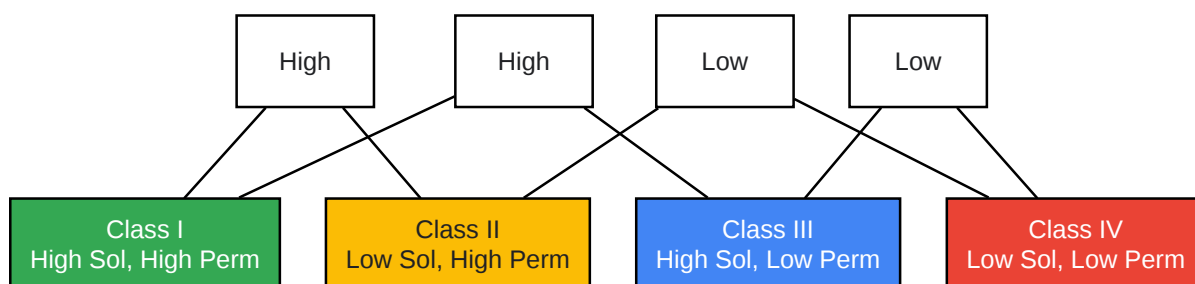 High
High
Low
Low
Class I
High Sol, High Perm
Class II
Low Sol, High Perm
Class III
High Sol, Low Perm
Class IV
Low Sol, Low Perm